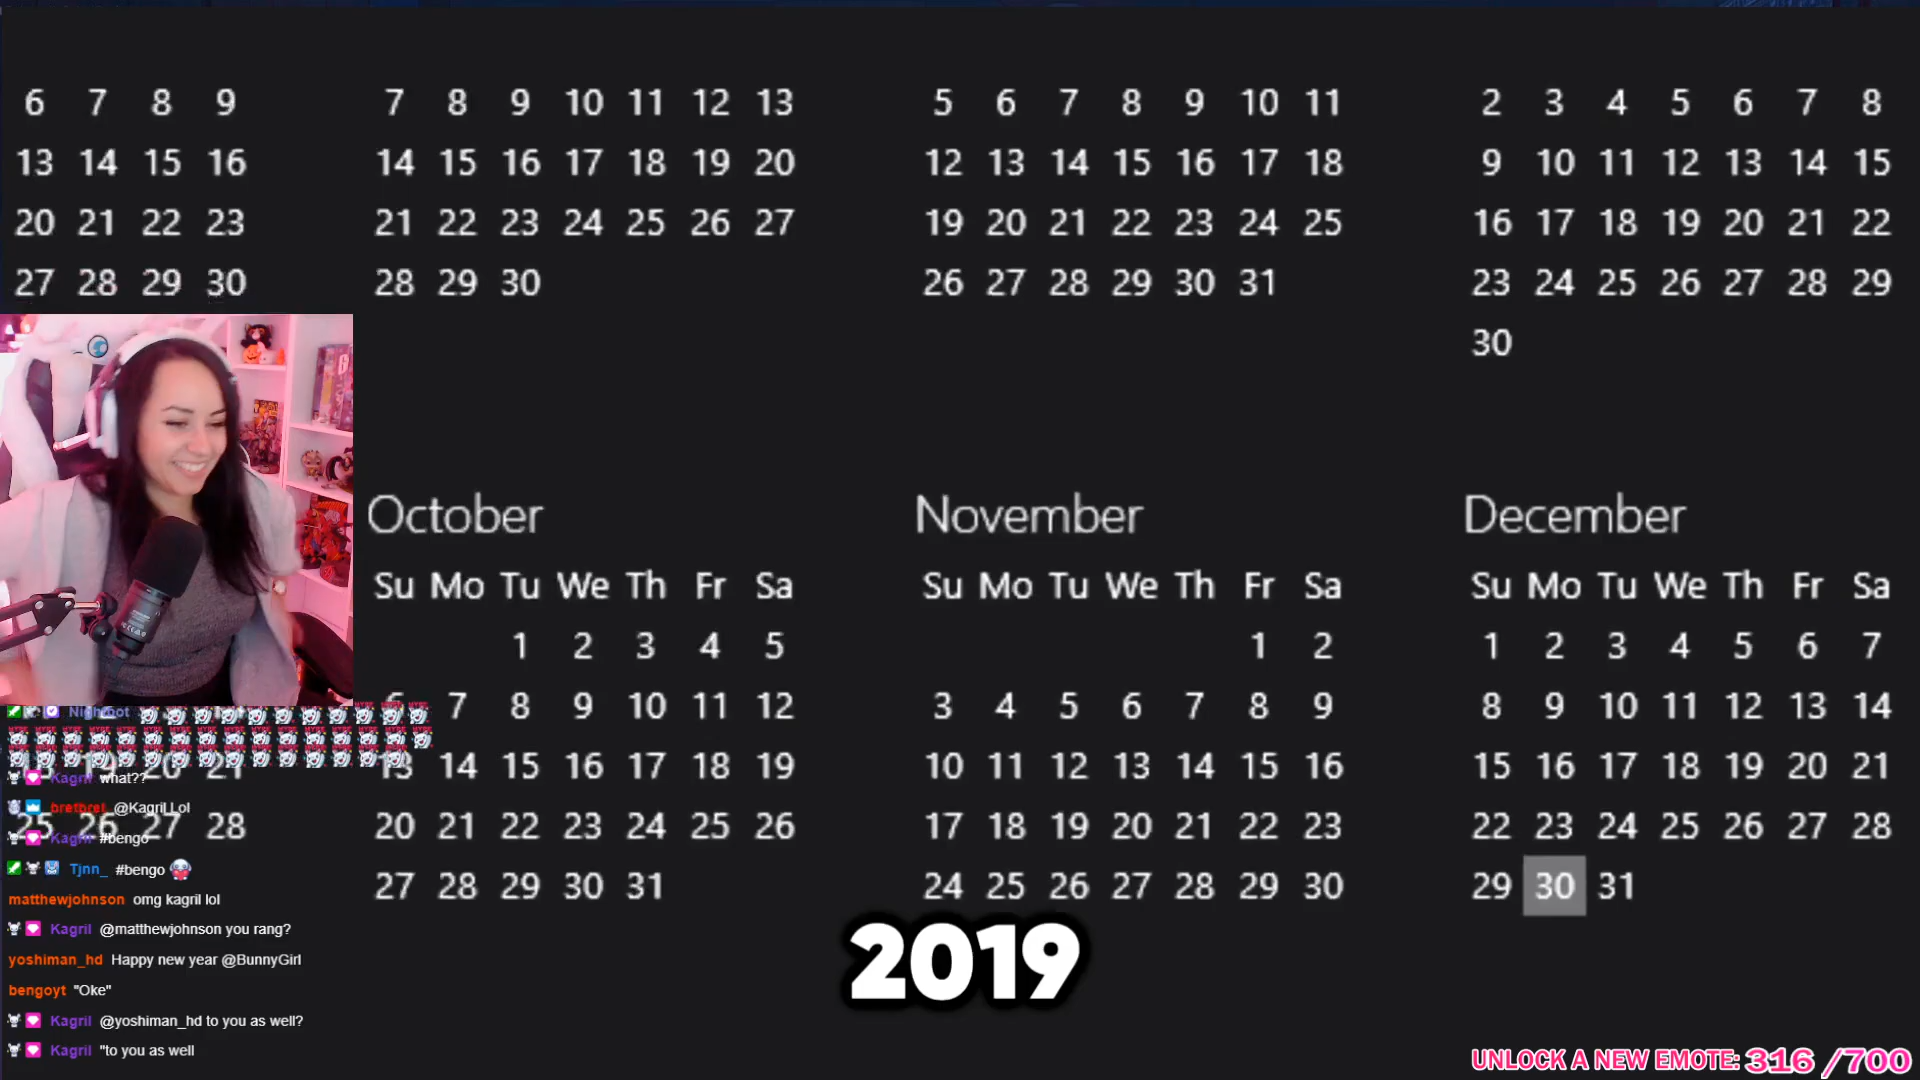 6 7 8 9
13 14 15 16
20 21 22 23
27 28 29 30
7 8 9 10 11 12 13
14 15 16 17 18 19 20
21 22 23 24 25 26 27
28 29 30
5 6 7 8 9 10 11
12 13 14 15 16 17 18
19 20 21 22 23 24 25
26 27 28 29 30 31
2 3 4 5 6 7 8
9 10 11 12 13 14 15
16 17 18 19 20 21 22
23 24 25 26 27 28 29
30
October
Su Mo Tu We Th Fr Sa
1 2 3 4 5
6 7 8 9 10 11 12
13 14 15 16 17 18 19
20 21 22 23 24 25 26
27 28 29 30 31
November
Su Mo Tu We Th Fr Sa
1 2
3 4 5 6 7 8 9
10 11 12 13 14 15 16
17 18 19 20 21 22 23
24 25 26 27 28 29 30
December
Su Mo Tu We Th Fr Sa
1 2 3 4 5 6 7
8 9 10 11 12 13 14
15 16 17 18 19 20 21
22 23 24 25 26 27 28
29 30 31
25 26 27 28
Nightbot
Kagril what??
bretbret @Kagril Lol
Kagril #bengo
Tjnn_ #bengo
matthewjohnson omg kagril lol
Kagril @matthewjohnson you rang?
yoshiman_hd Happy new year @BunnyGirl
bengoyt "Oke"
Kagril @yoshiman_hd to you as well?
Kagril "to you as well
2019
UNLOCK A NEW EMOTE: 316 /700